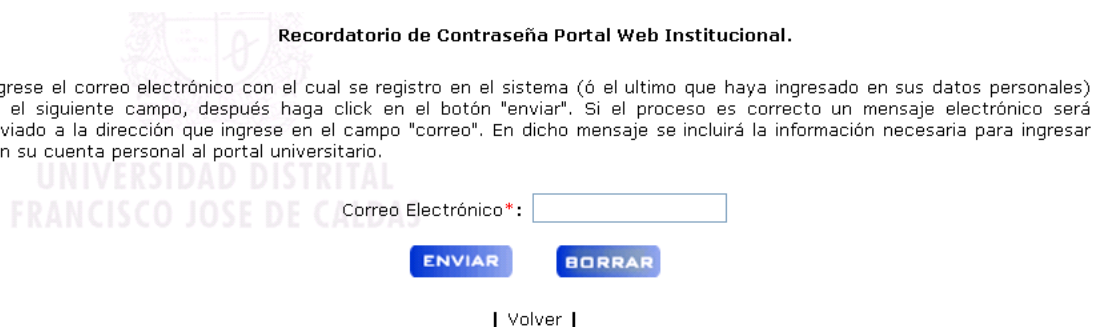 Recordatorio de Contraseña Portal Web Institucional.
grese el correo electrónico con el cual se registro en el sistema (ó el ultimo que haya ingresado en sus datos personales)
el siguiente campo, después haga click en el botón "enviar". Si el proceso es correcto un mensaje electrónico será
viado a la dirección que ingrese en el campo "correo". En dicho mensaje se incluirá la información necesaria para ingresar
n su cuenta personal al portal universitario.
UNIVERSIDAD DISTRITAL
FRANCISCO JOSE DE CALDAS
Correo Electrónico*:
ENVIAR BORRAR
| Volver |